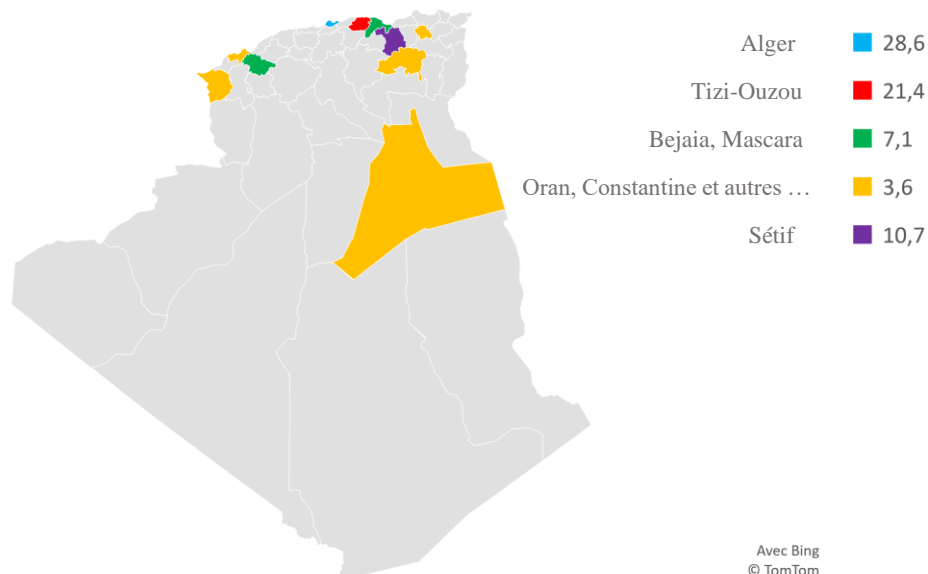 Alger 28,6
Tizi-Ouzou 21,4
Bejaia, Mascara 7,1
Oran, Constantine et autres … 3,6
Sétif 10,7
Avec Bing
© TomTom